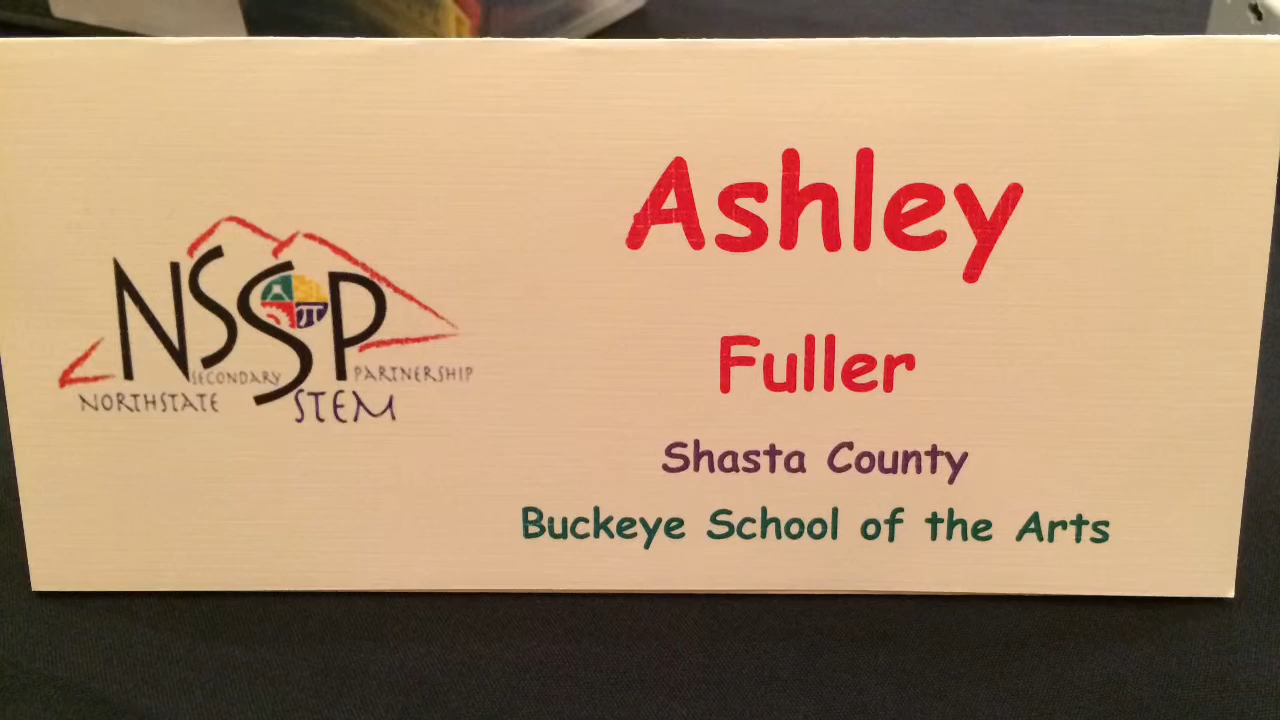 NSSP
SECONDARY PARTNERSHIP
NORTHSTATE STEM
Ashley
Fuller
Shasta County
Buckeye School of the Arts